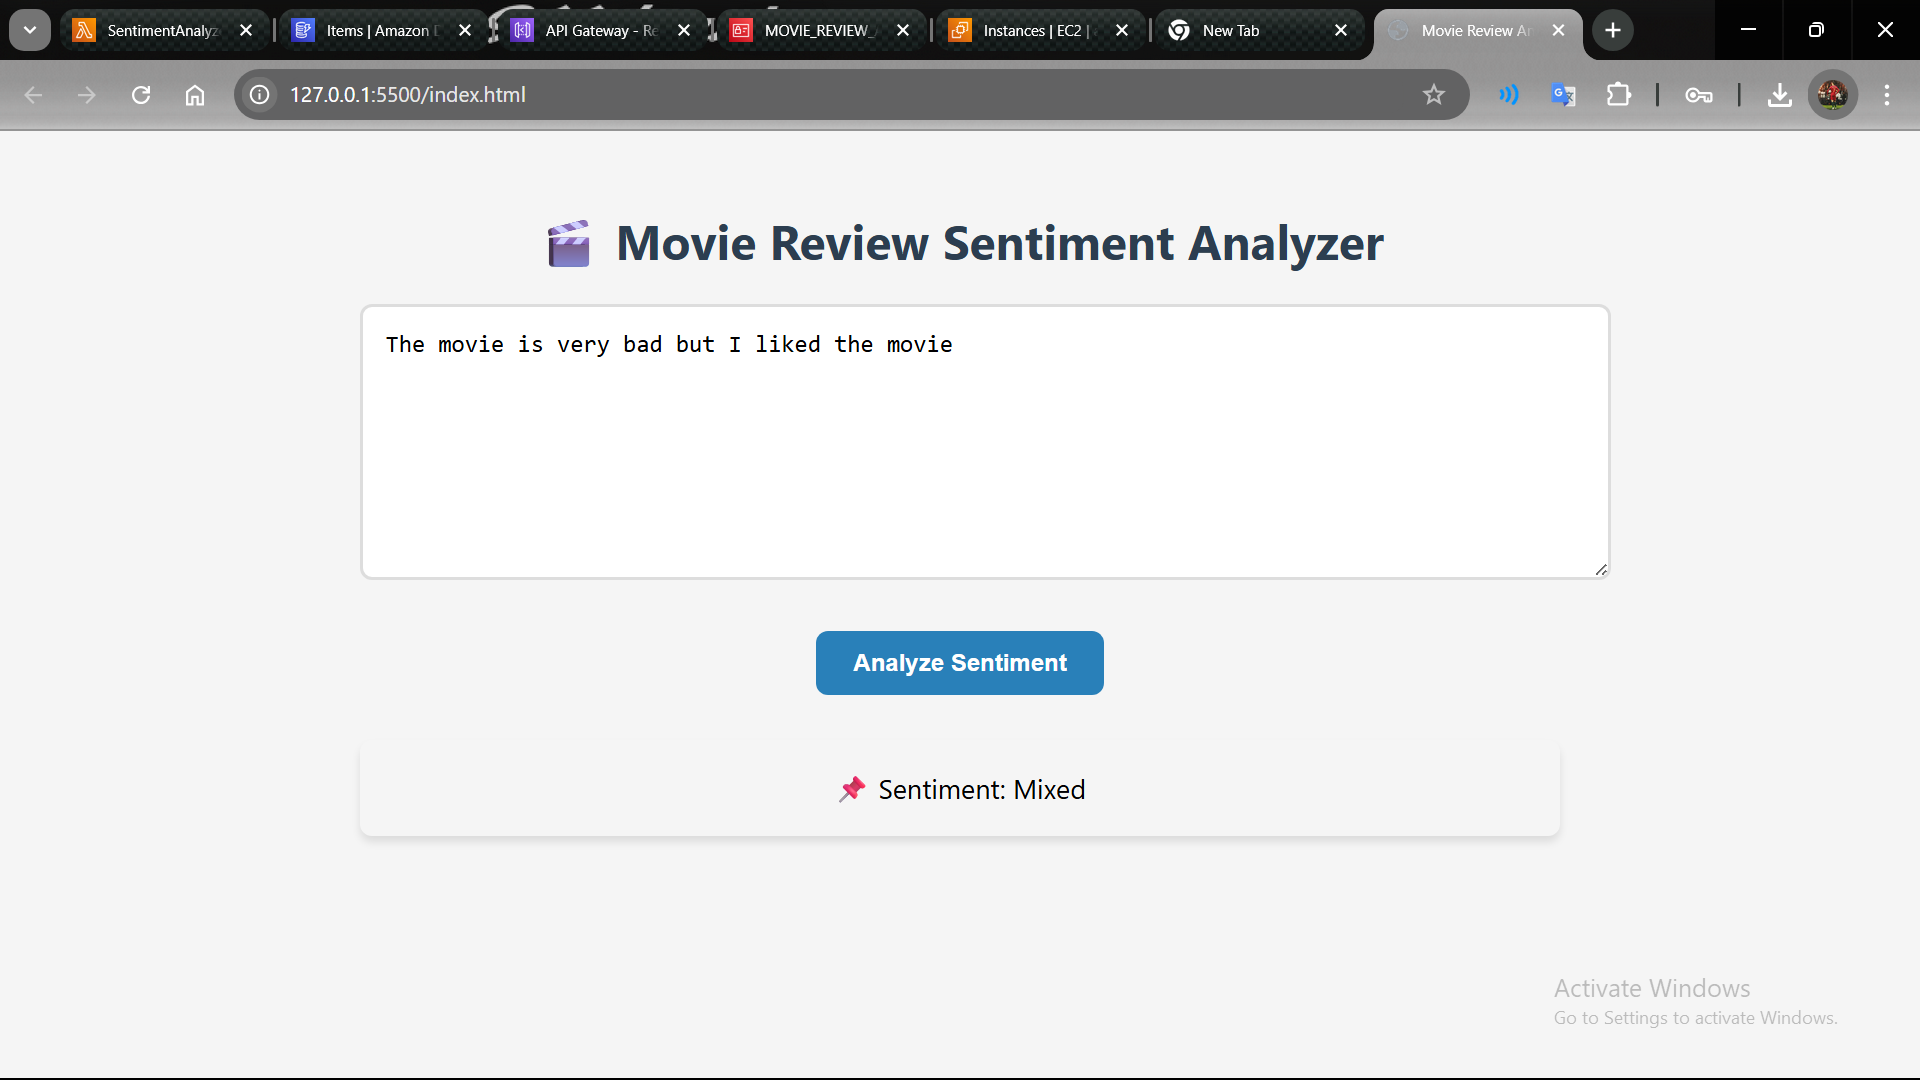 SentimentAnalyz
Items | Amazon D
API Gateway - Re
MOVIE_REVIEW_
Instances | EC2 |
New Tab
Movie Review An
127.0.0.1:5500/index.html
Movie Review Sentiment Analyzer
The movie is very bad but I liked the movie
Analyze Sentiment
Sentiment: Mixed
Activate Windows
Go to Settings to activate Windows.